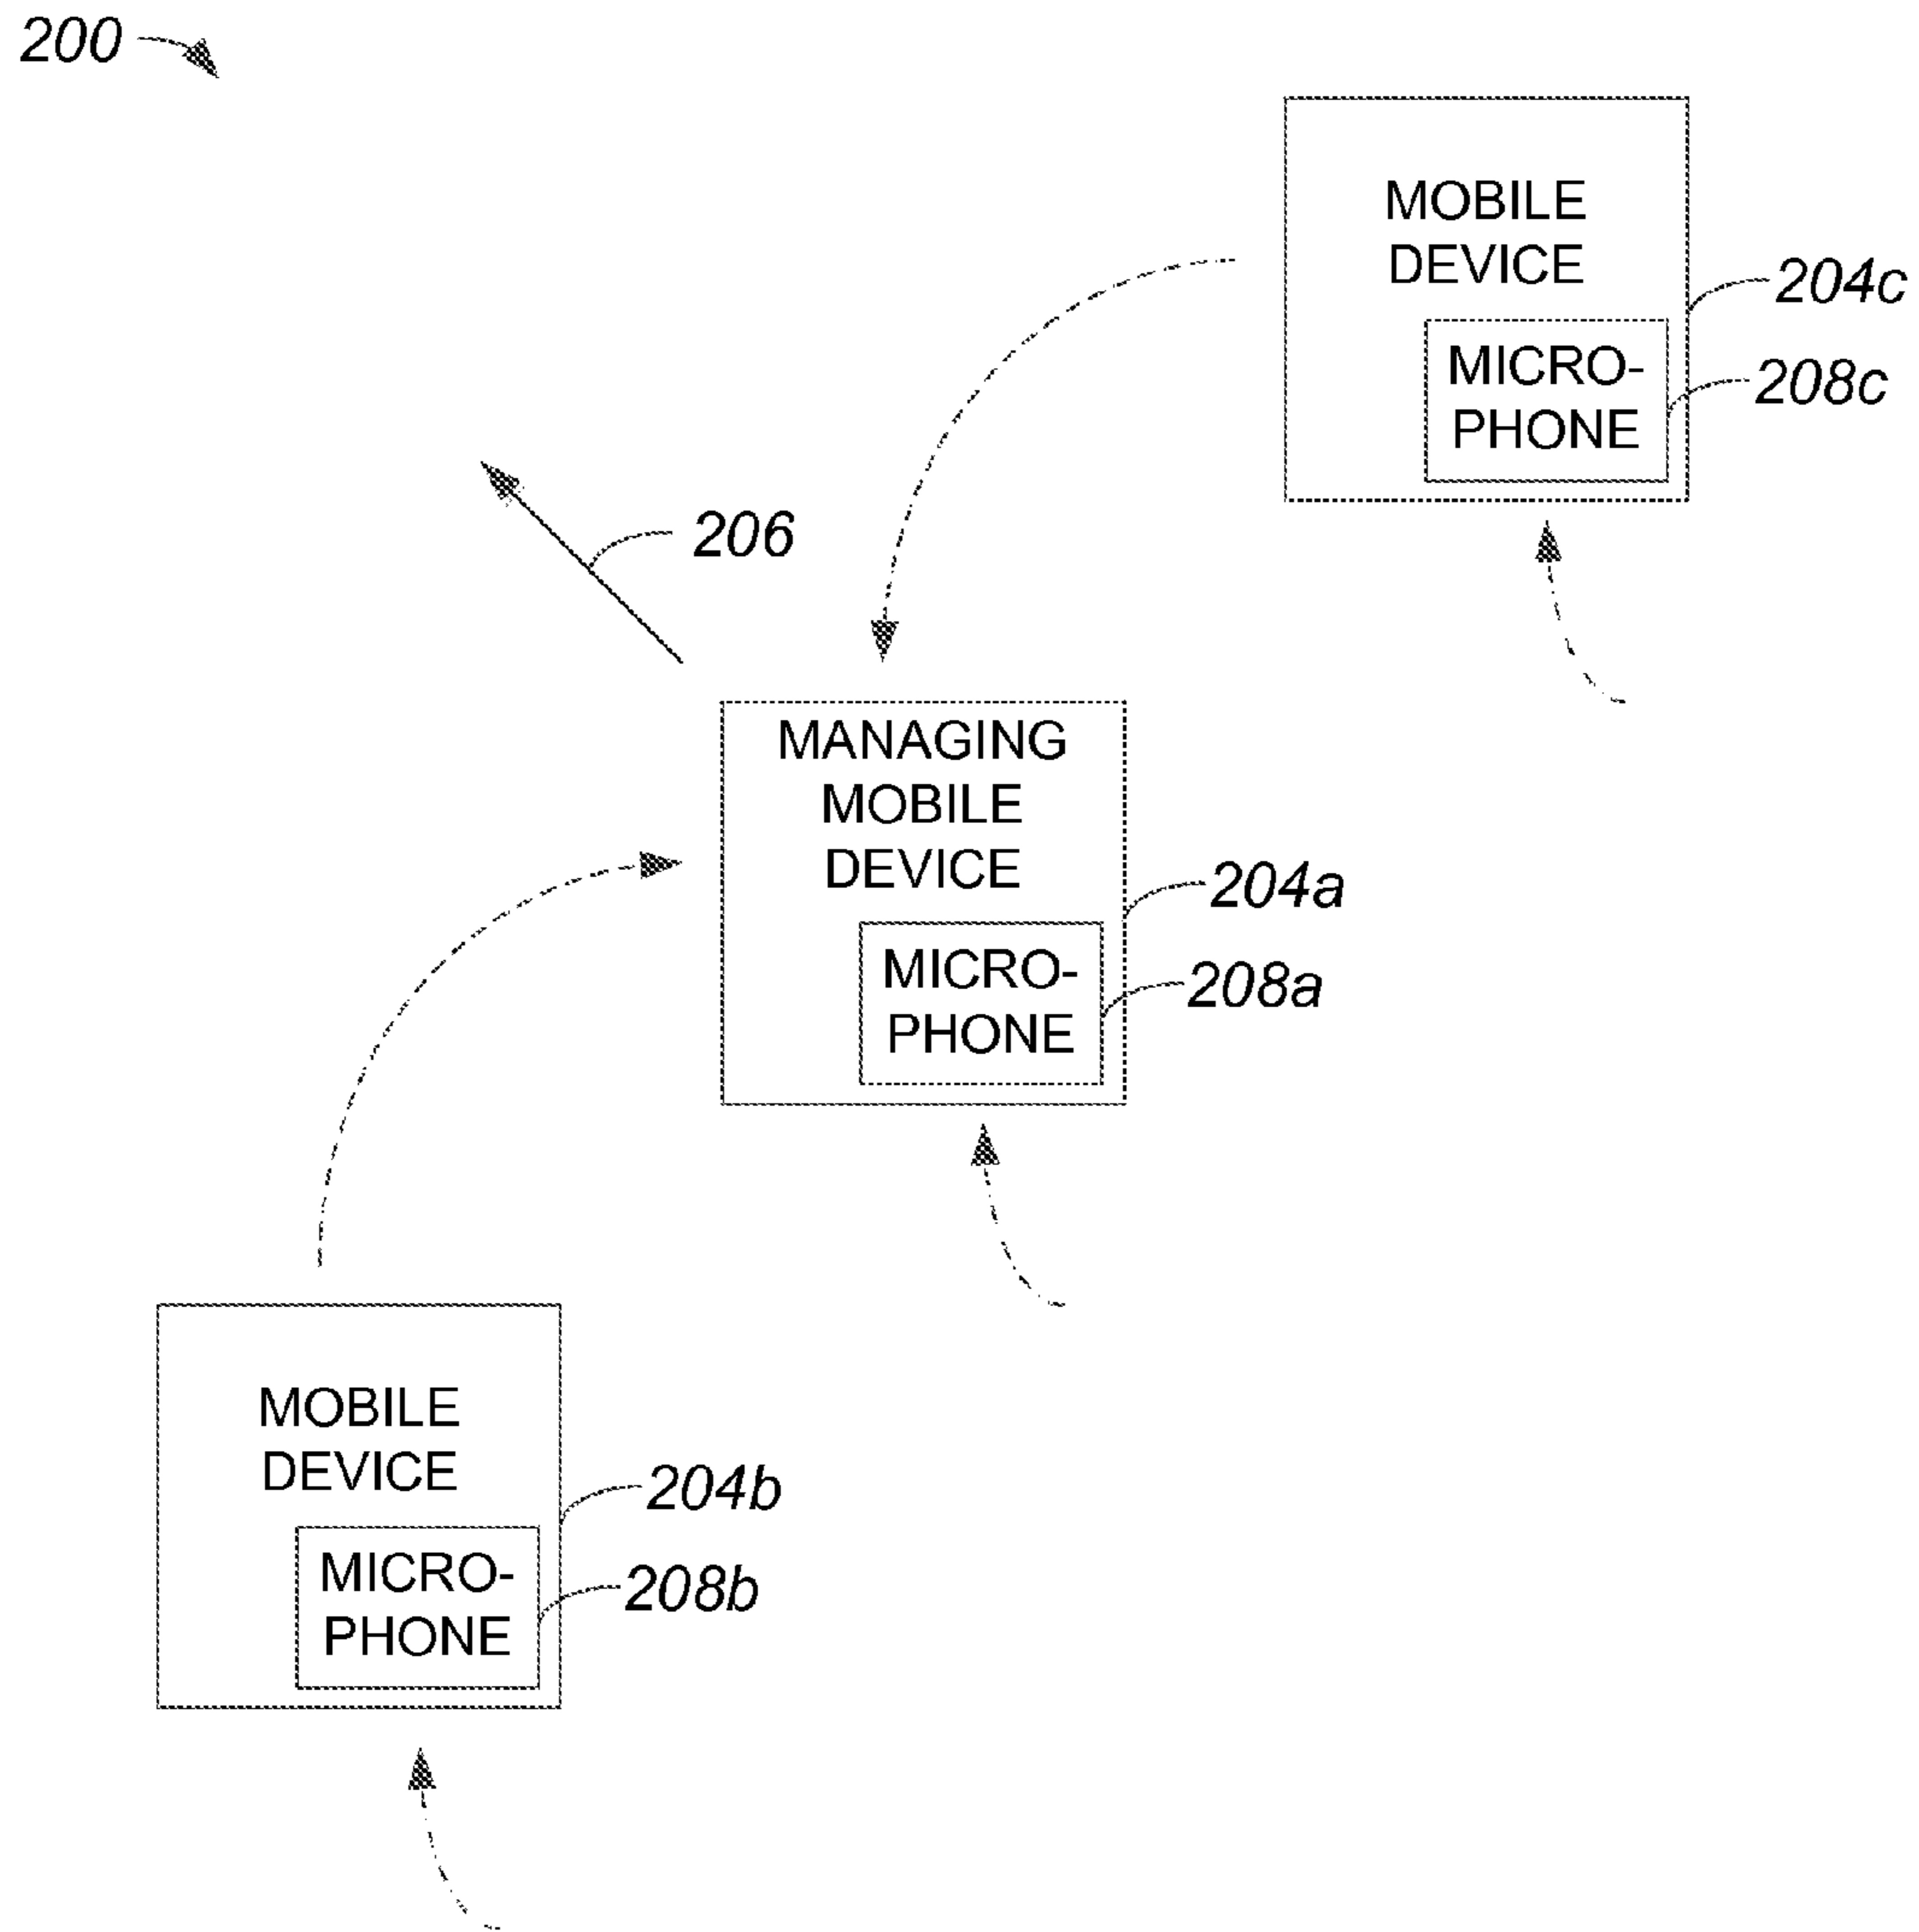 200
MOBILE
DEVICE
204c
MICRO-
PHONE
208c
206
MANAGING
MOBILE
DEVICE
204a
MICRO-
PHONE
208a
MOBILE
DEVICE
204b
MICRO-
PHONE
208b